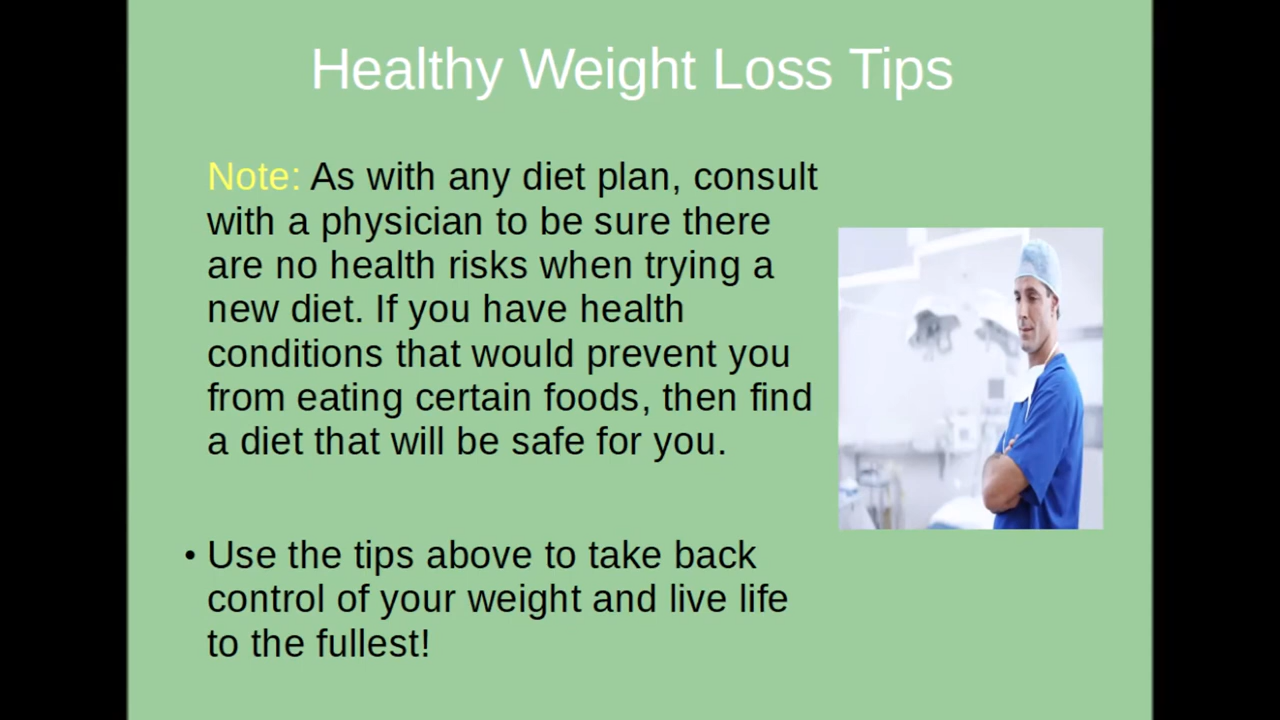 Healthy Weight Loss Tips
Note: As with any diet plan, consult
with a physician to be sure there
are no health risks when trying a
new diet. If you have health
conditions that would prevent you
from eating certain foods, then find
a diet that will be safe for you.
• Use the tips above to take back
control of your weight and live life
to the fullest!